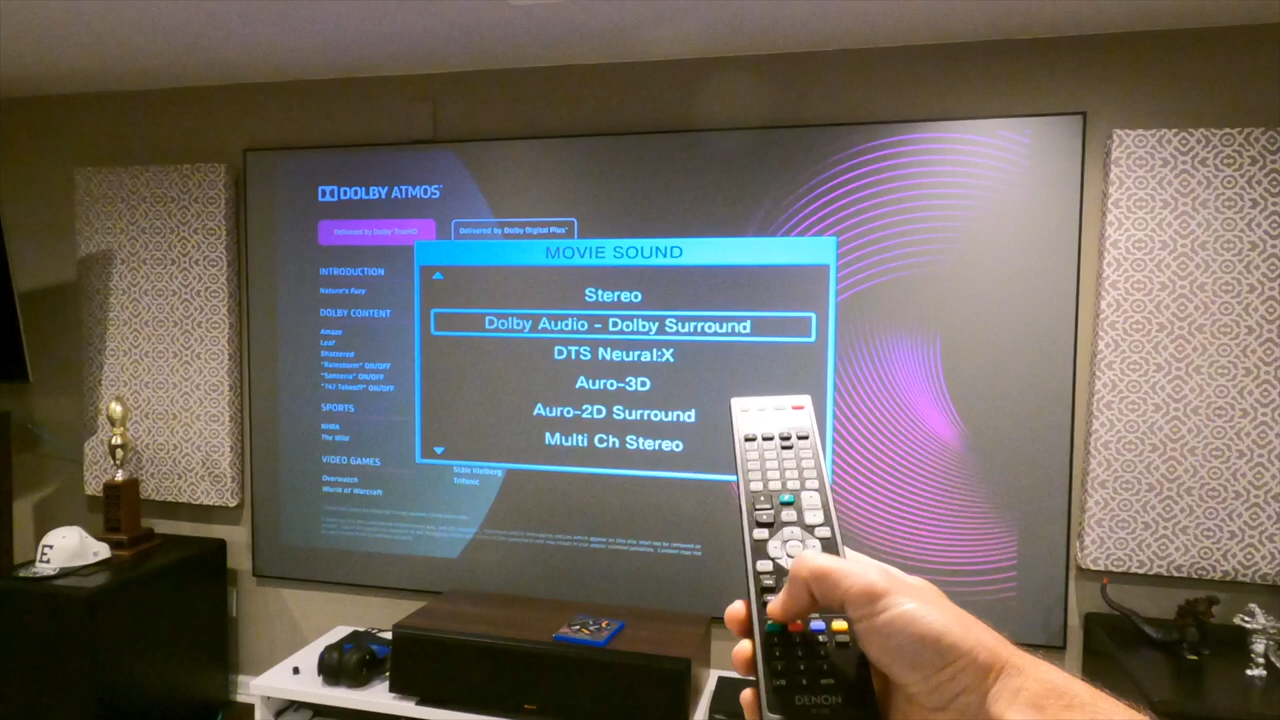 DOLBY ATMOS
Delivered by Dolby TrueHD
Delivered by Dolby Digital Plus™
INTRODUCTION
Nature's Fury
DOLBY CONTENT
Amaze
Leaf
Shattered
"Rainstorm" ON/OFF
"Santeria" ON/OFF
"747 Takeoff" ON/OFF
SPORTS
NHRA
The Wild
VIDEO GAMES
Overwatch
World of Warcraft
MOVIE SOUND
Stereo
Dolby Audio - Dolby Surround
DTS Neural:X
Auro-3D
Auro-2D Surround
Multi Ch Stereo
Ståle Kleiberg
Trifonic
E
DENON